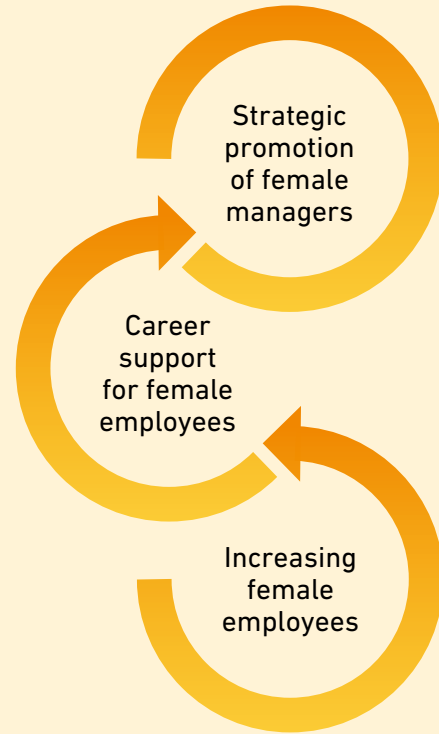 Strategic
promotion
of female
managers
Career
support
for female
employees
Increasing
female
employees